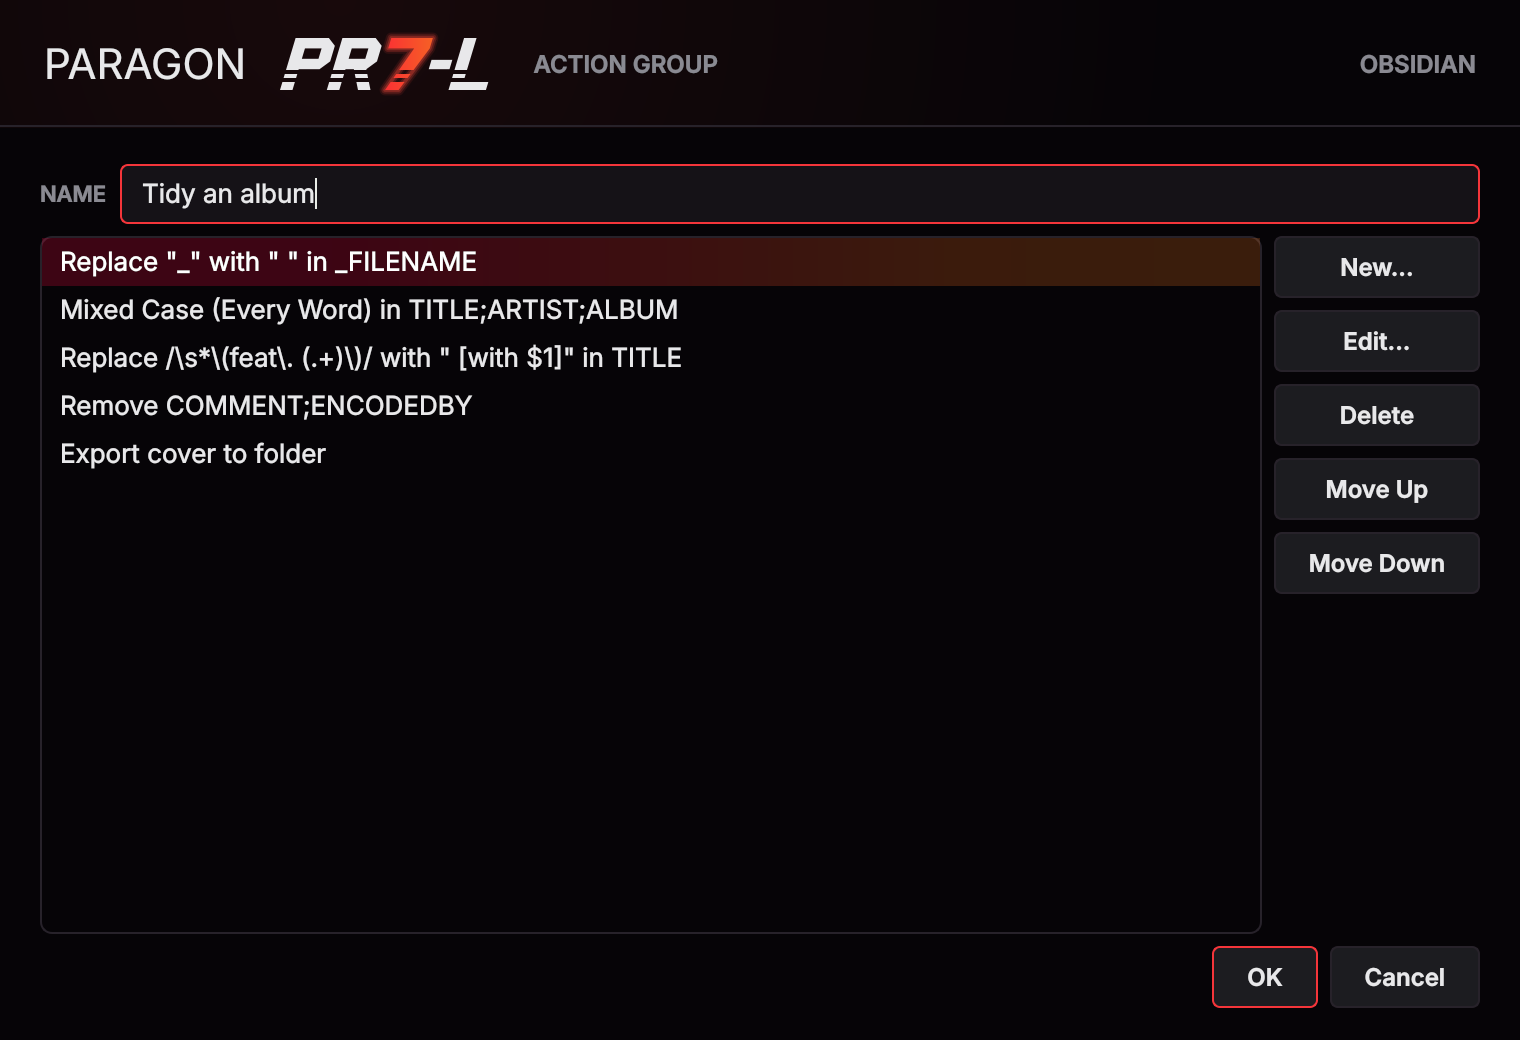 PARAGON PR7-L ACTION GROUP OBSIDIAN
NAME Tidy an album
Replace "_" with " " in _FILENAME
Mixed Case (Every Word) in TITLE;ARTIST;ALBUM
Replace /\s*\(feat\. (.+)\)/ with " [with $1]" in TITLE
Remove COMMENT;ENCODEDBY
Export cover to folder
New...
Edit...
Delete
Move Up
Move Down
OK Cancel